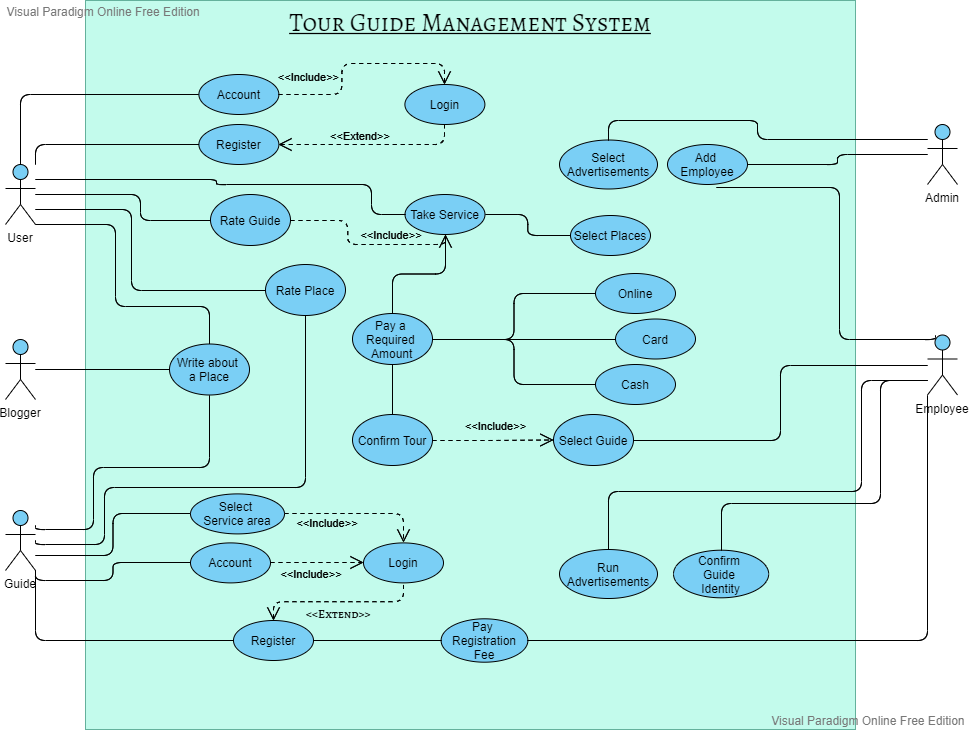 Visual Paradigm Online Free Edition
Tour Guide Management System
<<Include>>
Account
Login
<<Extend>>
Register
Select
Advertisements
Add
Employee
Admin
User
Rate Guide
<<Include>>
Take Service
Select Places
Rate Place
Online
Pay a
Required
Amount
Card
Write about
a Place
Cash
Blogger
Employee
Confirm Tour
<<Include>>
Select Guide
Select
Service area
<<Include>>
Guide
Account
<<Include>>
Login
Run
Advertisements
Confirm
Guide
Identity
<<Extend>>
Register
Pay
Registration
Fee
Visual Paradigm Online Free Edition